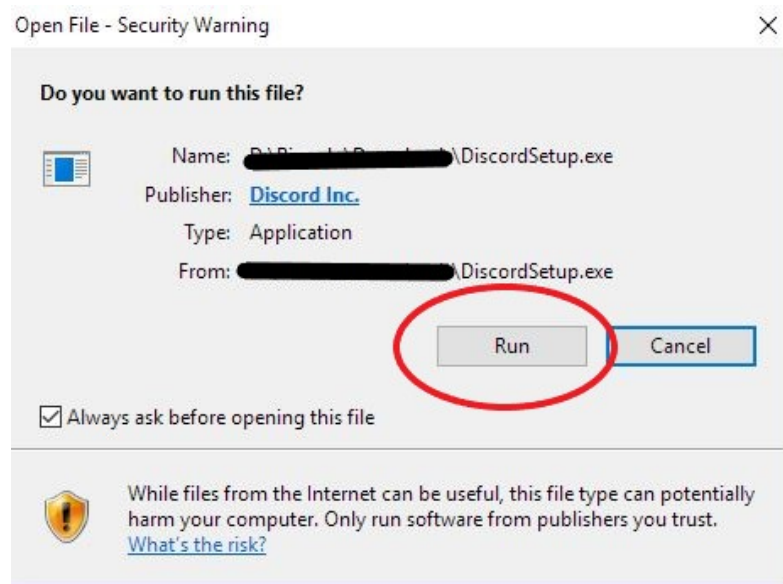 Open File - Security Warning
Do you want to run this file?
Name: \DiscordSetup.exe
Publisher: Discord Inc.
Type: Application
From: \DiscordSetup.exe
Run Cancel
Always ask before opening this file
While files from the Internet can be useful, this file type can potentially
harm your computer. Only run software from publishers you trust.
What's the risk?